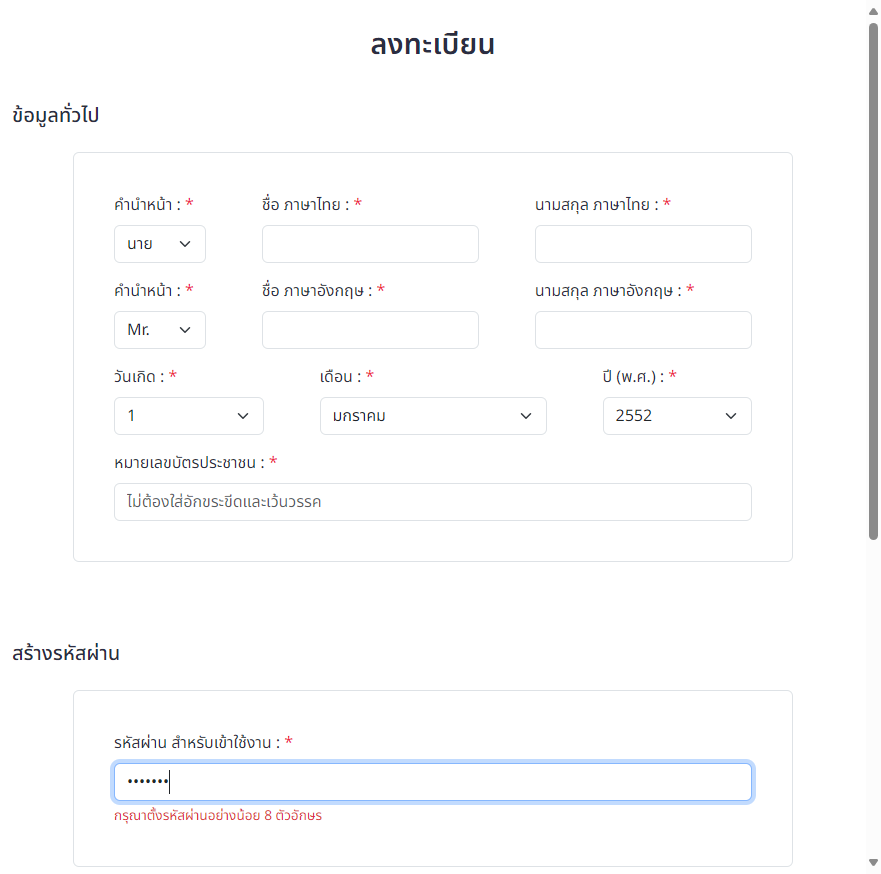 ลงทะเบียน
ข้อมูลทั่วไป
คำนำหน้า : * ชื่อ ภาษาไทย : * นามสกุล ภาษาไทย : *
นาย
คำนำหน้า : * ชื่อ ภาษาอังกฤษ : * นามสกุล ภาษาอังกฤษ : *
Mr.
วันเกิด : * เดือน : * ปี (พ.ศ.) : *
1 มกราคม 2552
หมายเลขบัตรประชาชน : *
ไม่ต้องใส่อักขระขีดและเว้นวรรค
สร้างรหัสผ่าน
รหัสผ่าน สำหรับเข้าใช้งาน : *
•••••••
กรุณาตั้งรหัสผ่านอย่างน้อย 8 ตัวอักษร